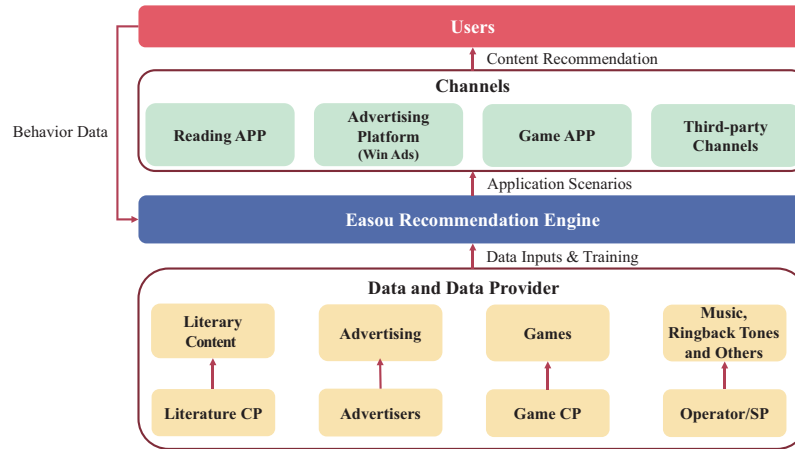 Users
Content Recommendation
Channels
Behavior Data
Reading APP
Advertising
Platform
(Win Ads)
Game APP
Third-party
Channels
Application Scenarios
Easou Recommendation Engine
Data Inputs & Training
Data and Data Provider
Literary
Content
Advertising
Games
Music,
Ringback Tones
and Others
Literature CP
Advertisers
Game CP
Operator/SP